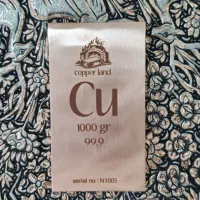 copper land
Cu
1000 gr
99.9
serial no : N1005